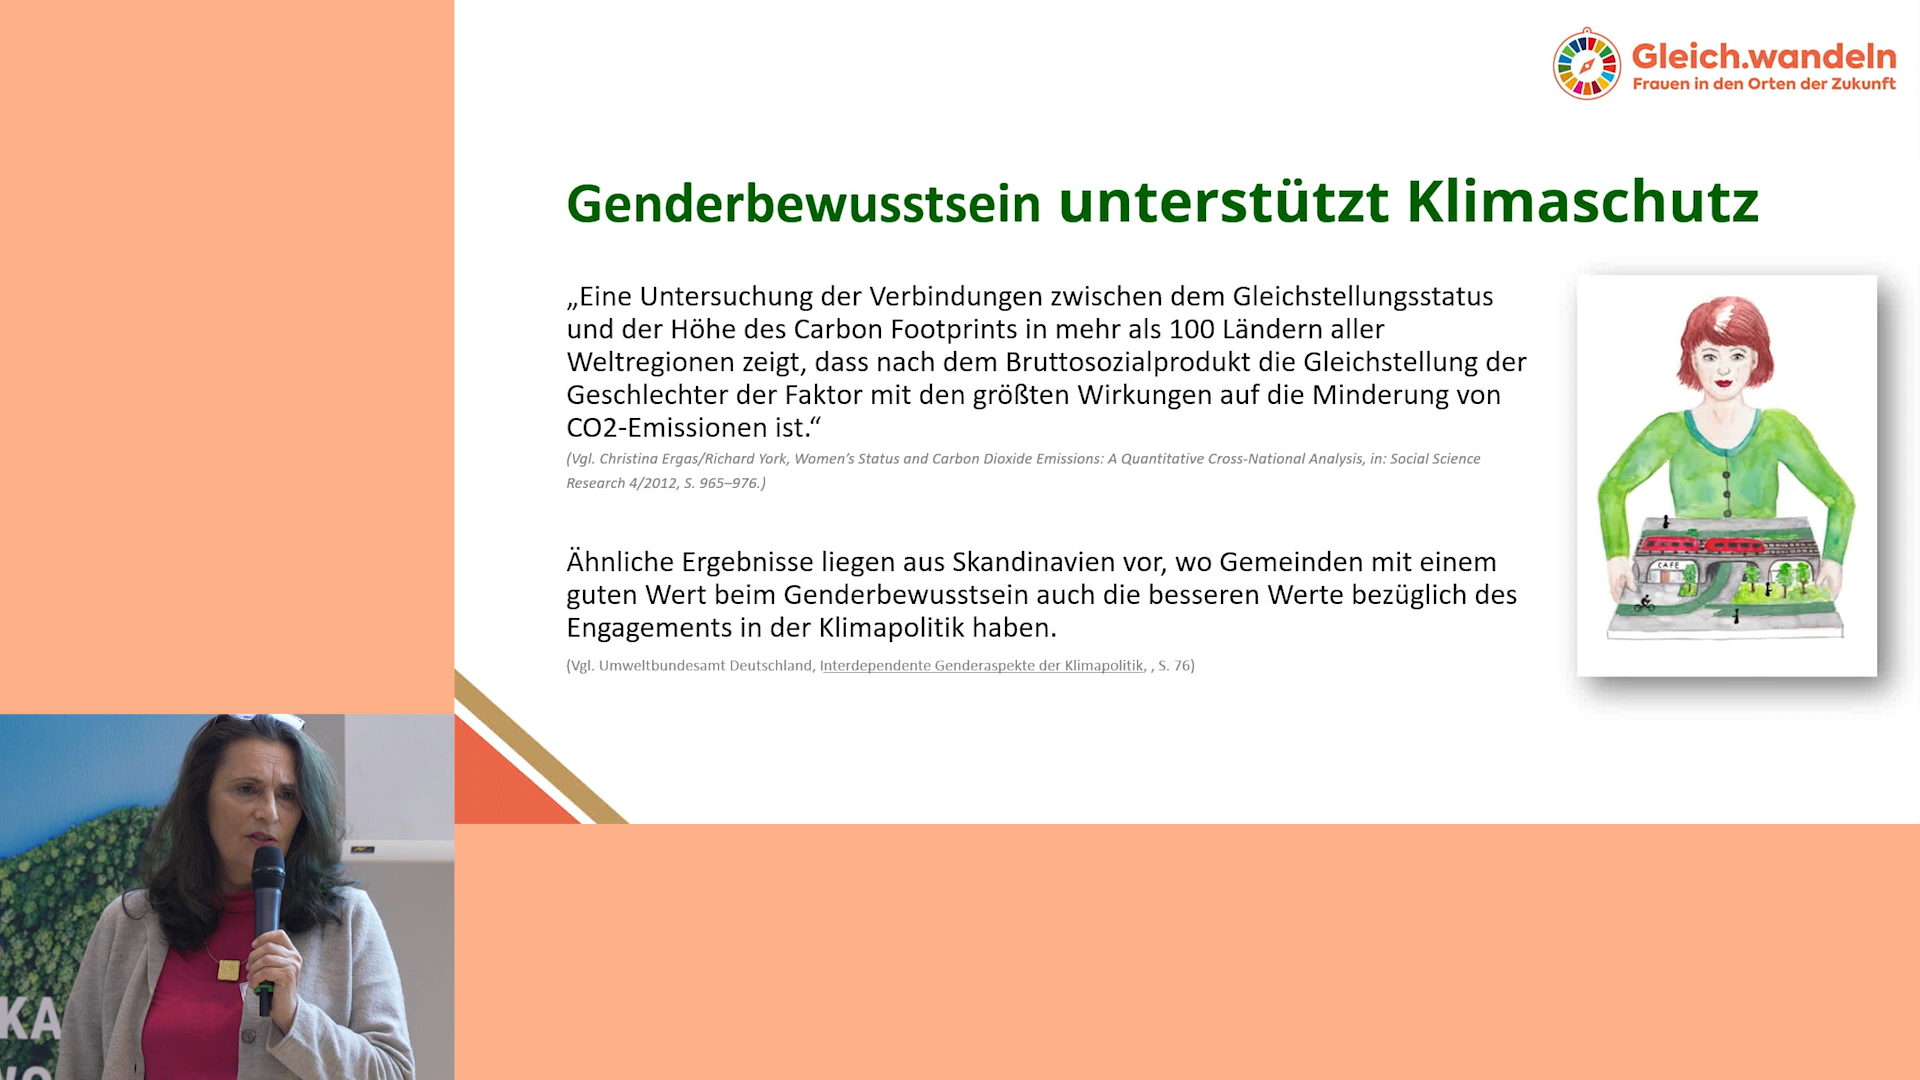 Gleich.wandeln
Frauen in den Orten der Zukunft
Genderbewusstsein unterstützt Klimaschutz
„Eine Untersuchung der Verbindungen zwischen dem Gleichstellungsstatus
und der Höhe des Carbon Footprints in mehr als 100 Ländern aller
Weltregionen zeigt, dass nach dem Bruttosozialprodukt die Gleichstellung der
Geschlechter der Faktor mit den größten Wirkungen auf die Minderung von
CO2-Emissionen ist.“
(Vgl. Christina Ergas/Richard York, Women’s Status and Carbon Dioxide Emissions: A Quantitative Cross-National Analysis, in: Social Science
Research 4/2012, S. 965–976.)
Ähnliche Ergebnisse liegen aus Skandinavien vor, wo Gemeinden mit einem
guten Wert beim Genderbewusstsein auch die besseren Werte bezüglich des
Engagements in der Klimapolitik haben.
(Vgl. Umweltbundesamt Deutschland, Interdependente Genderaspekte der Klimapolitik, , S. 76)
CAFE
KA